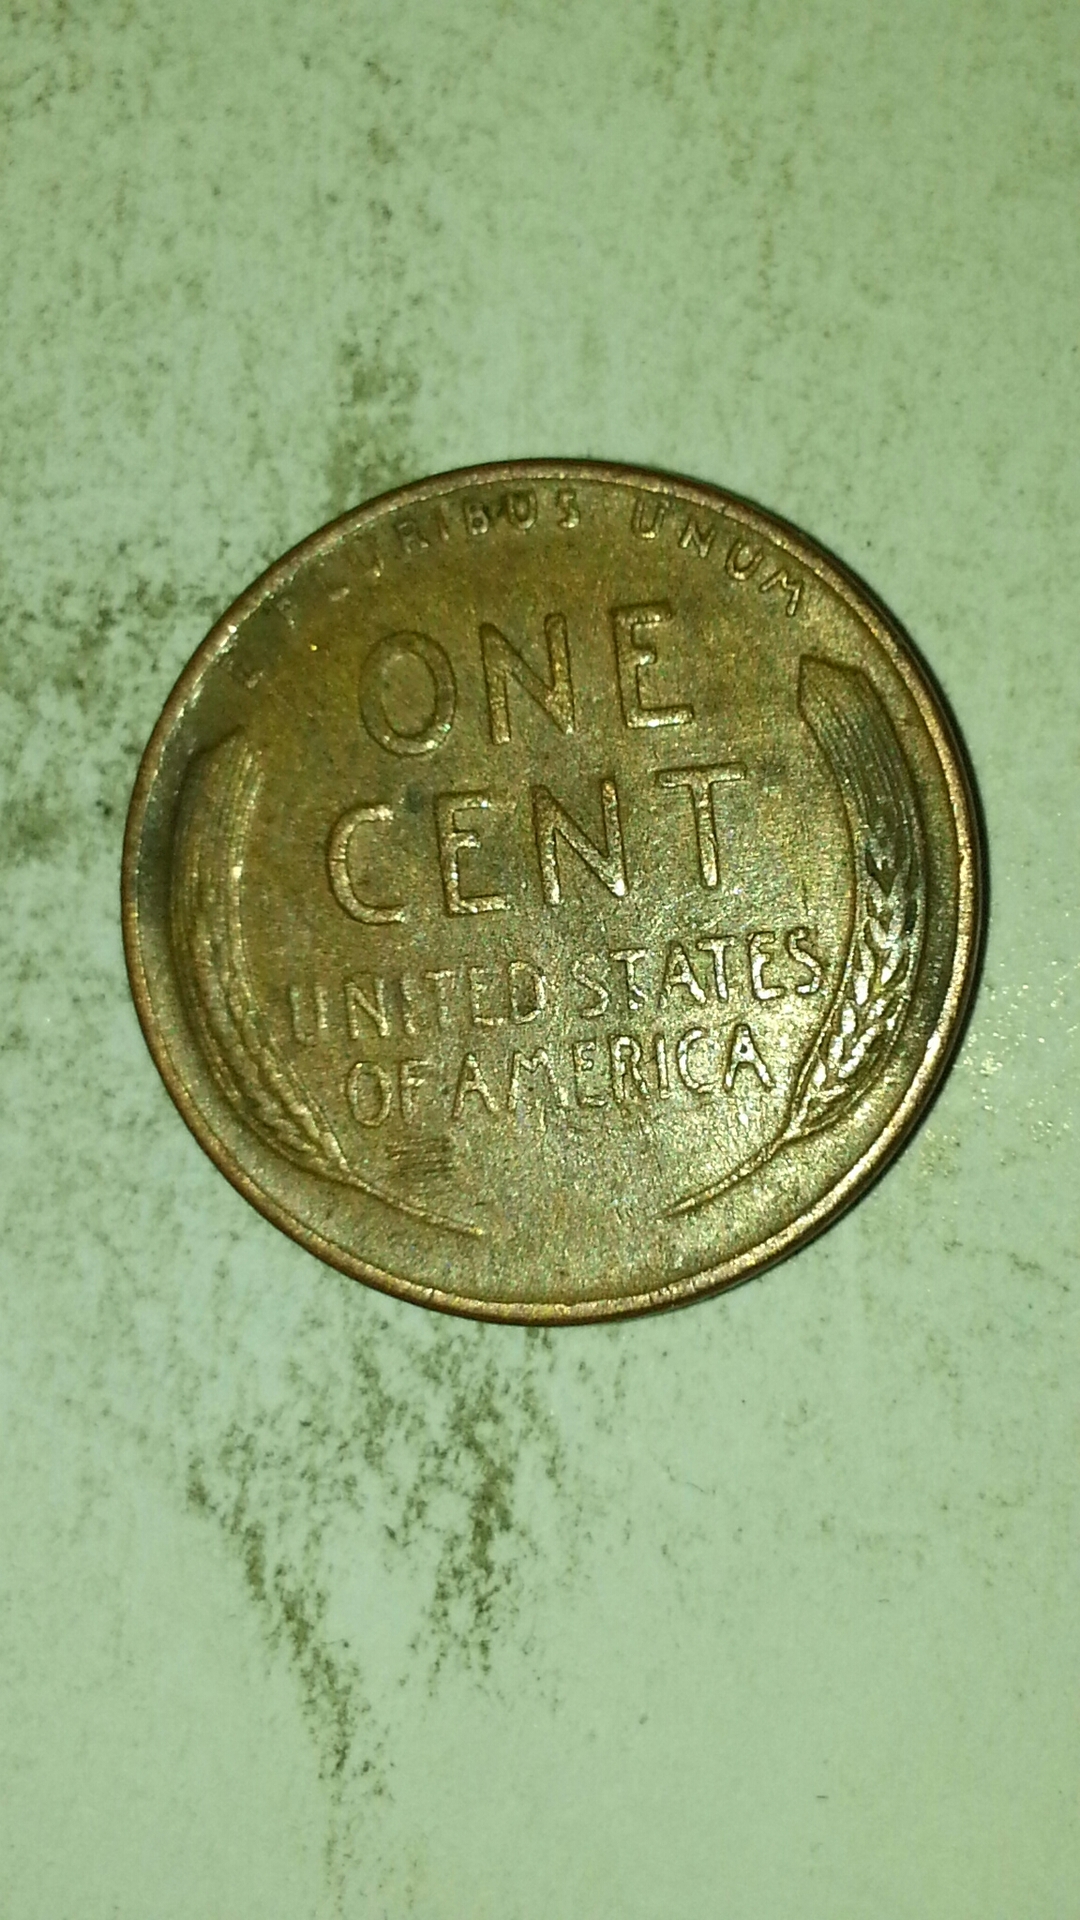 E PLURIBUS UNUM
ONE
CENT
UNITED STATES
OF AMERICA